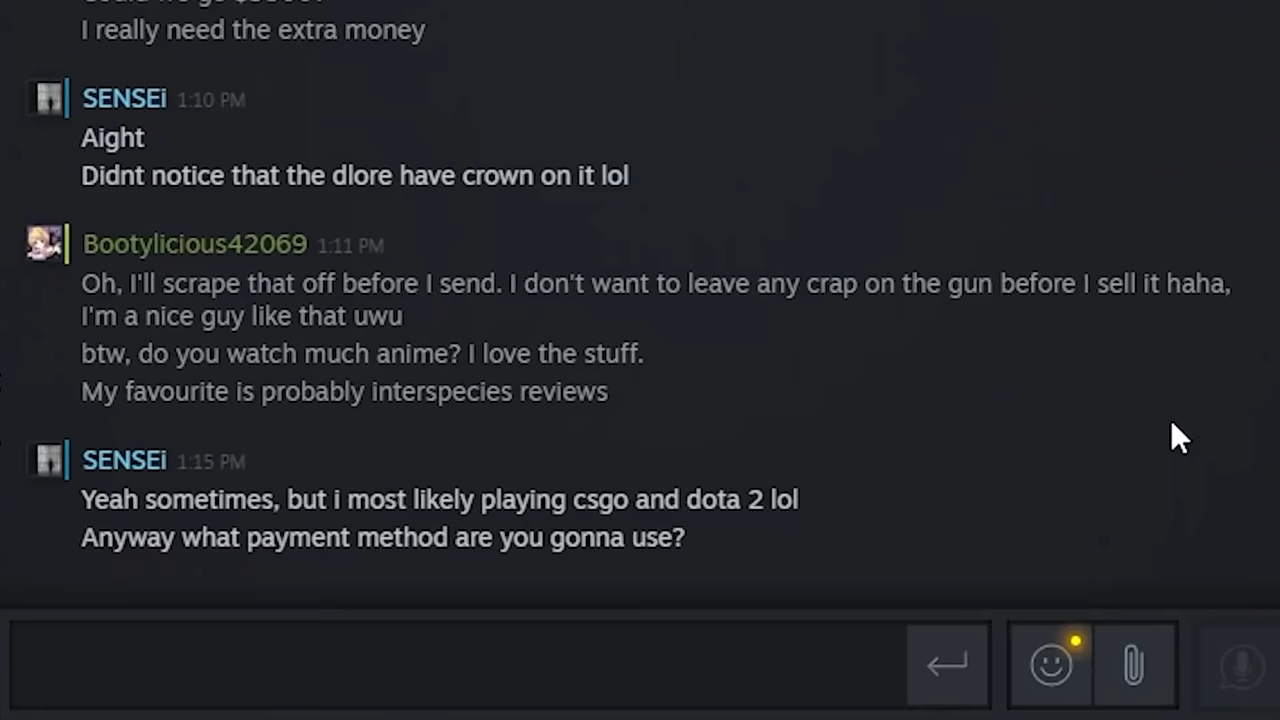 I really need the extra money
SENSEi 1:10 PM
Aight
Didnt notice that the dlore have crown on it lol
Bootylicious42069 1:11 PM
Oh, I'll scrape that off before I send. I don't want to leave any crap on the gun before I sell it haha,
I'm a nice guy like that uwu
btw, do you watch much anime? I love the stuff.
My favourite is probably interspecies reviews
SENSEi 1:15 PM
Yeah sometimes, but i most likely playing csgo and dota 2 lol
Anyway what payment method are you gonna use?